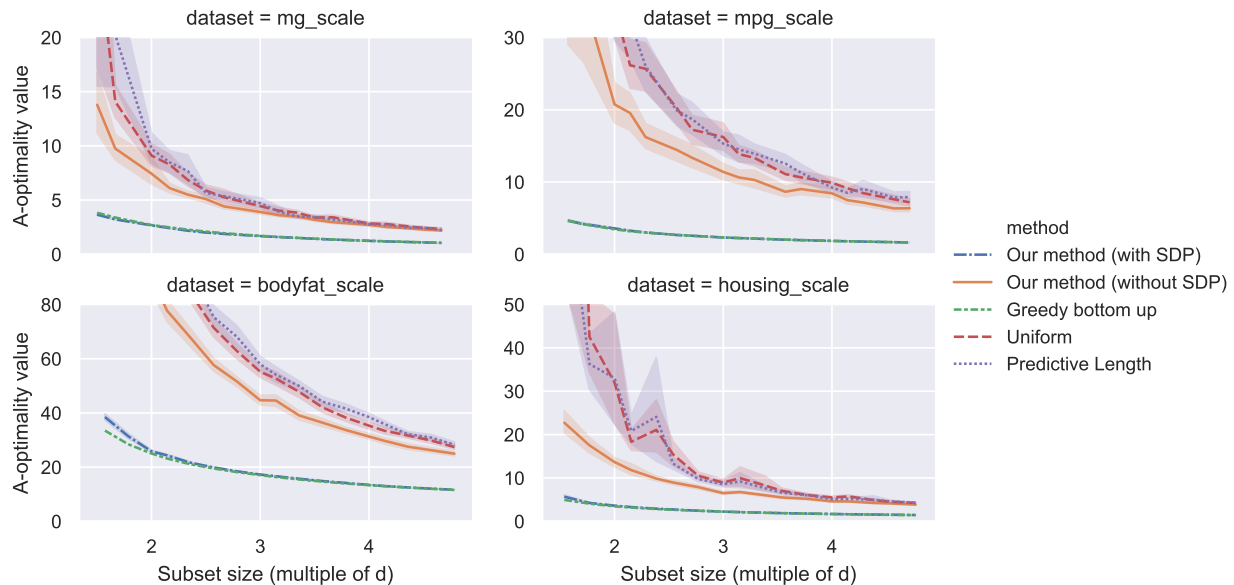 dataset = mg_scale
dataset = mpg_scale
A-optimality value
20
15
10
5
0
30
20
10
0
dataset = bodyfat_scale
dataset = housing_scale
A-optimality value
80
60
40
20
0
50
40
30
20
10
0
2 3 4
2 3 4
Subset size (multiple of d)
Subset size (multiple of d)
method
Our method (with SDP)
Our method (without SDP)
Greedy bottom up
Uniform
Predictive Length